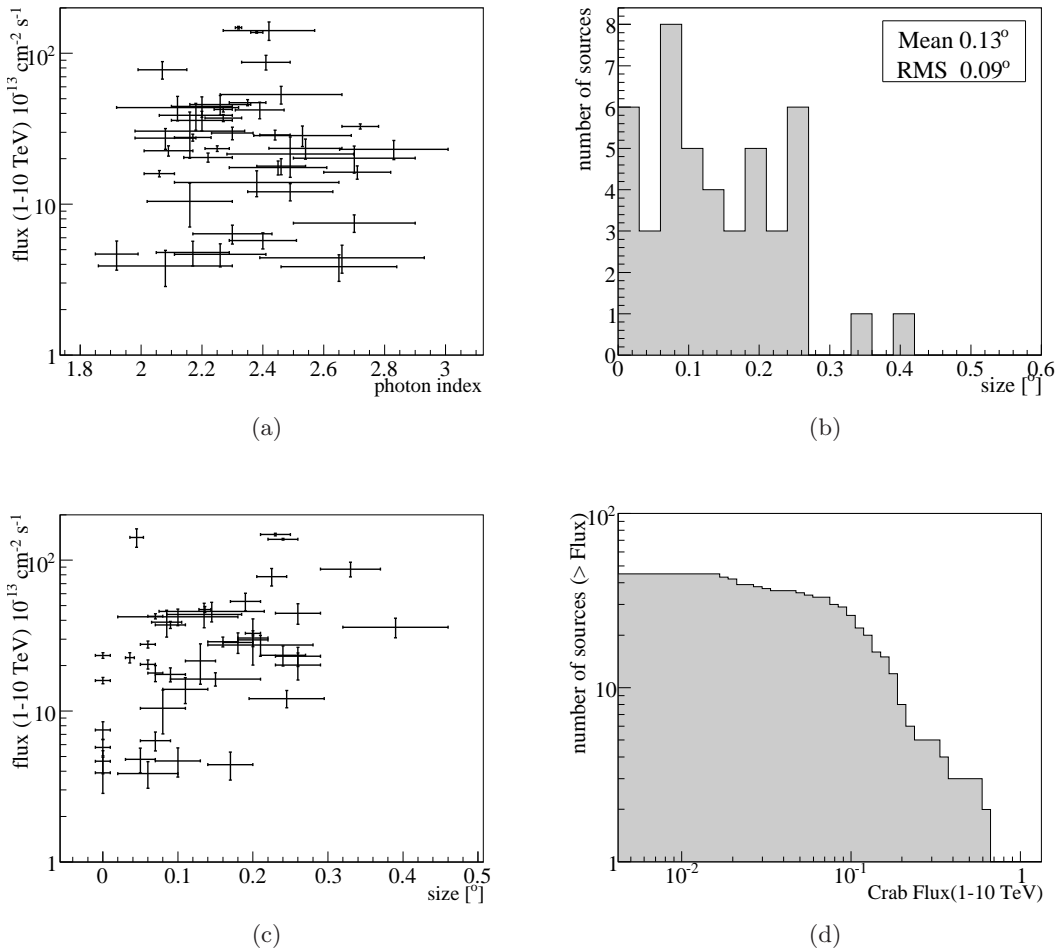 flux (1-10 TeV) 10⁻¹³ cm⁻² s⁻¹
10²
10
1
1.8 2 2.2 2.4 2.6 2.8 3
photon index
(a)
number of sources
8
7
6
5
4
3
2
1
0
Mean 0.13°
RMS 0.09°
0 0.1 0.2 0.3 0.4 0.5 0.6
size [°]
(b)
flux (1-10 TeV) 10⁻¹³ cm⁻² s⁻¹
10²
10
1
0 0.1 0.2 0.3 0.4 0.5
size [°]
(c)
number of sources (> Flux)
10²
10
1
10⁻² 10⁻¹ 1
Crab Flux(1-10 TeV)
(d)